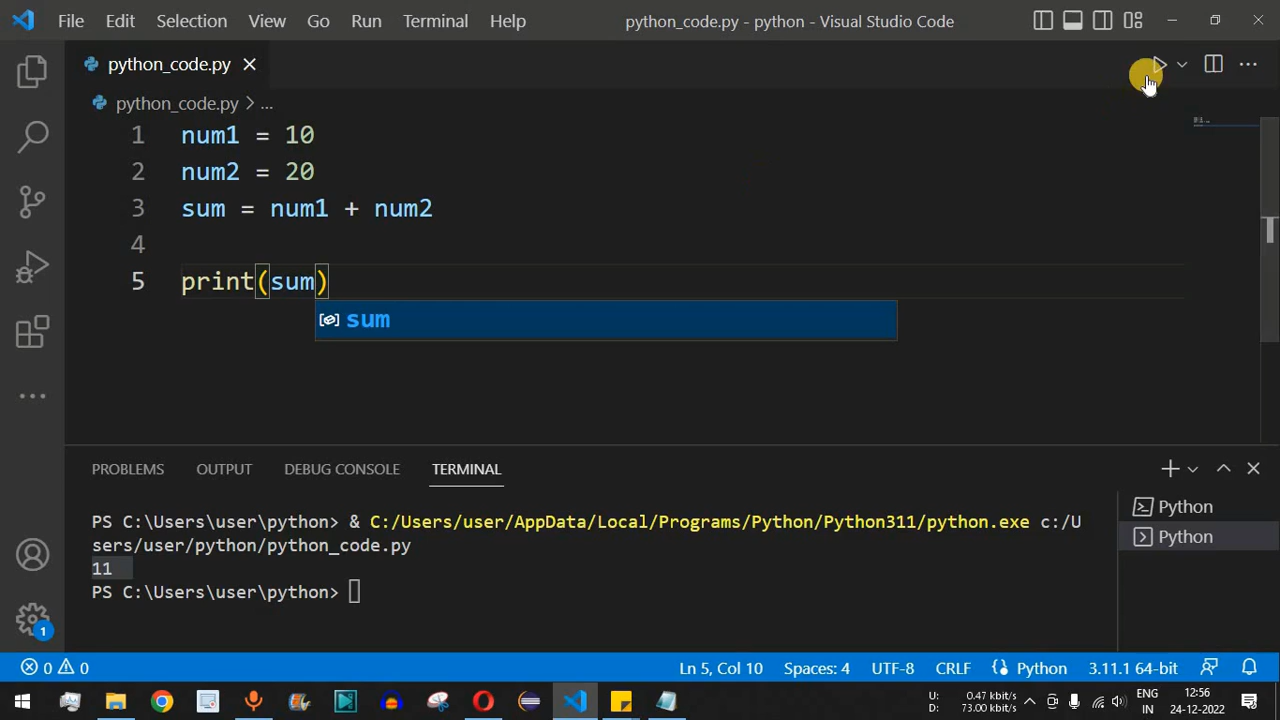 File Edit Selection View Go Run Terminal Help python_code.py - python - Visual Studio Code
python_code.py
python_code.py > ...
1 num1 = 10
2 num2 = 20
3 sum = num1 + num2
4
5 print(sum)
sum
PROBLEMS OUTPUT DEBUG CONSOLE TERMINAL
PS C:\Users\user\python> & C:/Users/user/AppData/Local/Programs/Python/Python311/python.exe c:/U
sers/user/python/python_code.py
11
PS C:\Users\user\python>
Python
Python
1
0 0 Ln 5, Col 10 Spaces: 4 UTF-8 CRLF Python 3.11.1 64-bit
U: 0.47 kbit/s
D: 73.00 kbit/s
ENG
IN
12:56
24-12-2022